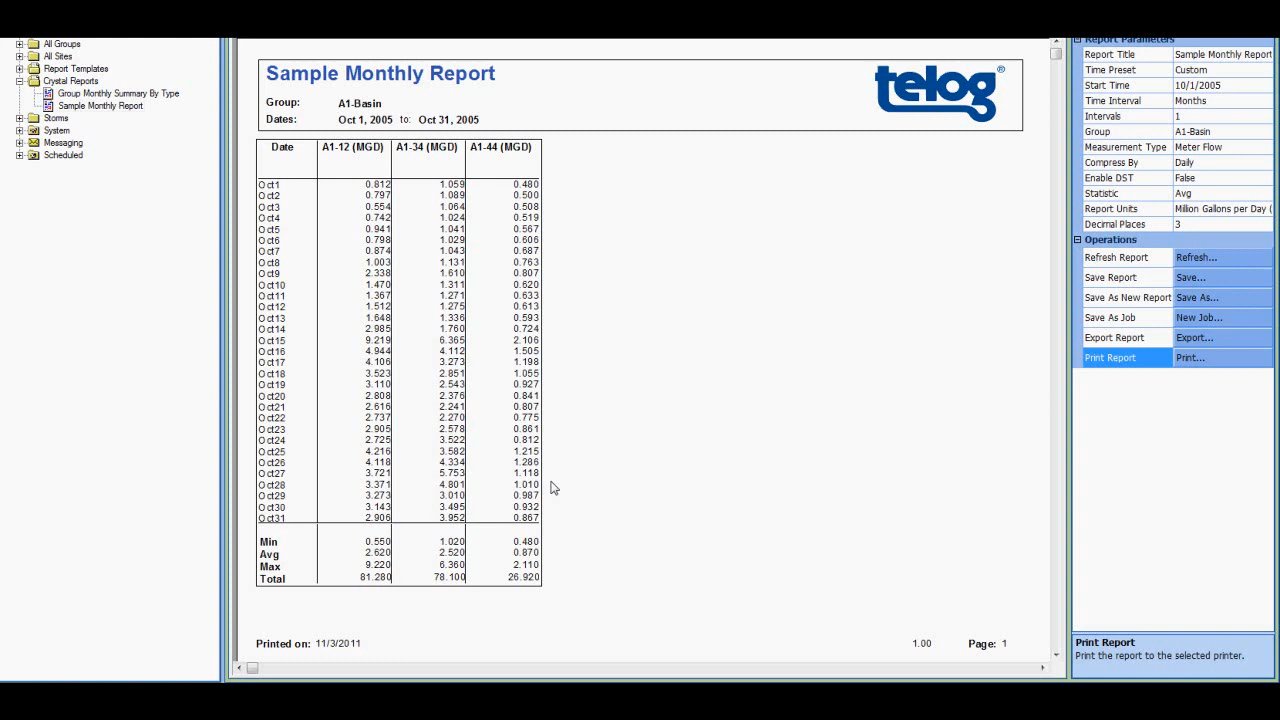 All Groups
All Sites
Report Templates
Crystal Reports
Group Monthly Summary By Type
Sample Monthly Report
Storms
System
Messaging
Scheduled
Sample Monthly Report
telog®
Group: A1-Basin
Dates: Oct 1, 2005 to: Oct 31, 2005
Date A1-12 (MGD) A1-34 (MGD) A1-44 (MGD)
Oct1 0.812 1.059 0.480
Oct2 0.797 1.089 0.500
Oct3 0.554 1.064 0.508
Oct4 0.742 1.024 0.519
Oct5 0.941 1.041 0.567
Oct6 0.798 1.029 0.606
Oct7 0.874 1.043 0.687
Oct8 1.003 1.131 0.763
Oct9 2.338 1.610 0.807
Oct10 1.470 1.311 0.620
Oct11 1.367 1.271 0.633
Oct12 1.512 1.275 0.613
Oct13 1.648 1.336 0.593
Oct14 2.985 1.760 0.724
Oct15 9.219 6.365 2.106
Oct16 4.944 4.112 1.505
Oct17 4.106 3.273 1.198
Oct18 3.523 2.851 1.055
Oct19 3.110 2.543 0.927
Oct20 2.808 2.376 0.841
Oct21 2.616 2.241 0.807
Oct22 2.737 2.270 0.775
Oct23 2.905 2.578 0.861
Oct24 2.725 3.522 0.812
Oct25 4.216 3.582 1.215
Oct26 4.118 4.334 1.286
Oct27 3.721 5.753 1.118
Oct28 3.371 4.801 1.010
Oct29 3.273 3.010 0.987
Oct30 3.143 3.495 0.932
Oct31 2.906 3.952 0.867
Min 0.550 1.020 0.480
Avg 2.620 2.520 0.870
Max 9.220 6.360 2.110
Total 81.280 78.100 26.920
Printed on: 11/3/2011 1.00 Page: 1
Report Parameters
Report Title Sample Monthly Report
Time Preset Custom
Start Time 10/1/2005
Time Interval Months
Intervals 1
Group A1-Basin
Measurement Type Meter Flow
Compress By Daily
Enable DST False
Statistic Avg
Report Units Million Gallons per Day (
Decimal Places 3
Operations
Refresh Report Refresh...
Save Report Save...
Save As New Report Save As...
Save As Job New Job...
Export Report Export...
Print Report Print...
Print Report
Print the report to the selected printer.